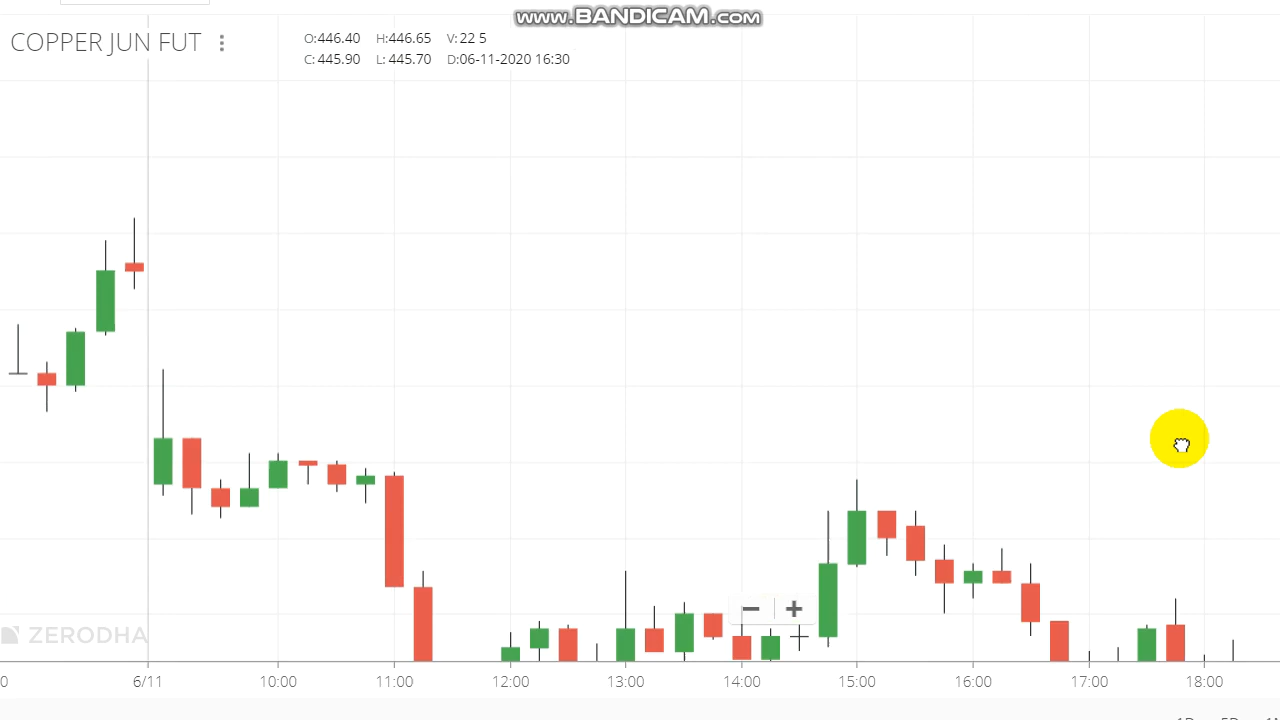 www.BANDICAM.com
COPPER JUN FUT
O:446.40 H:446.65 V:22 5
C:445.90 L:445.70 D:06-11-2020 16:30
ZERODHA
0 6/11 10:00 11:00 12:00 13:00 14:00 15:00 16:00 17:00 18:00